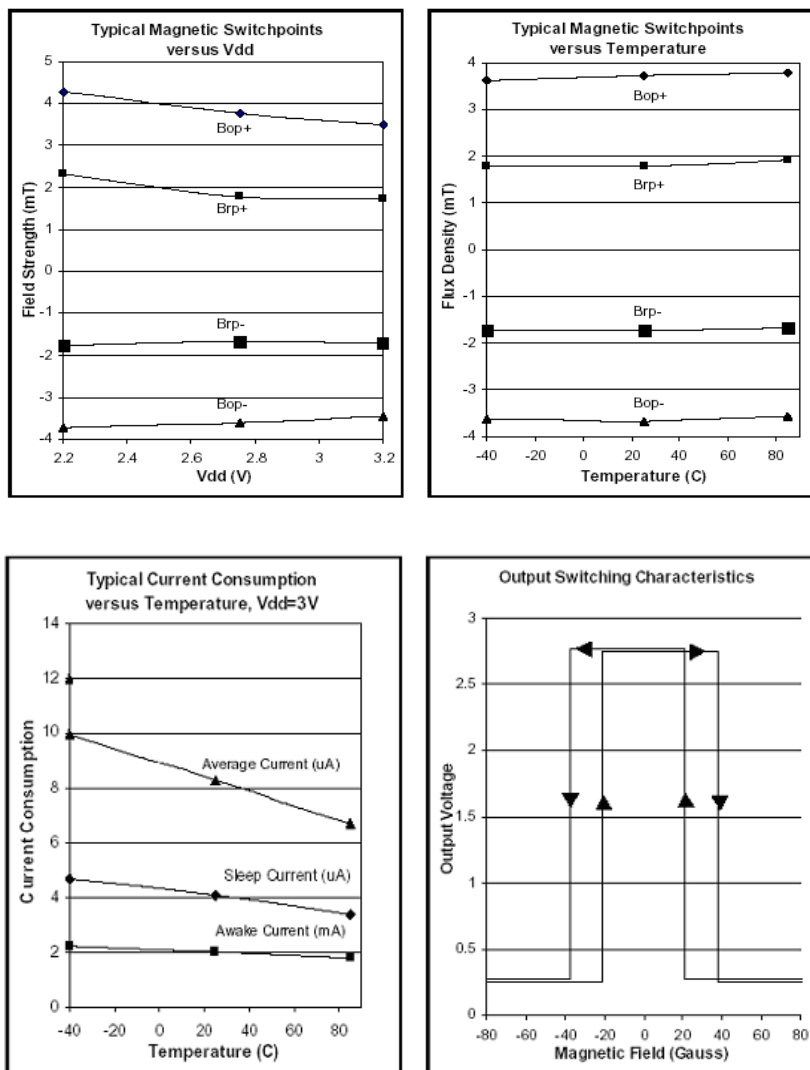 Typical Magnetic Switchpoints
versus Vdd
5
4
3
2
1
0
-1
-2
-3
-4
Field Strength (mT)
Bop+
Brp+
Brp-
Bop-
2.2 2.4 2.6 2.8 3 3.2
Vdd (V)
Typical Magnetic Switchpoints
versus Temperature
4
3
2
1
0
-1
-2
-3
-4
Flux Density (mT)
Bop+
Brp+
Brp-
Bop-
-40 -20 0 20 40 60 80
Temperature (C)
Typical Current Consumption
versus Temperature, Vdd=3V
14
12
10
8
6
4
2
0
Current Consumption
Average Current (uA)
Sleep Current (uA)
Awake Current (mA)
-40 -20 0 20 40 60 80
Temperature (C)
Output Switching Characteristics
3
2.5
2
1.5
1
0.5
0
Output Voltage
-80 -60 -40 -20 0 20 40 60 80
Magnetic Field (Gauss)